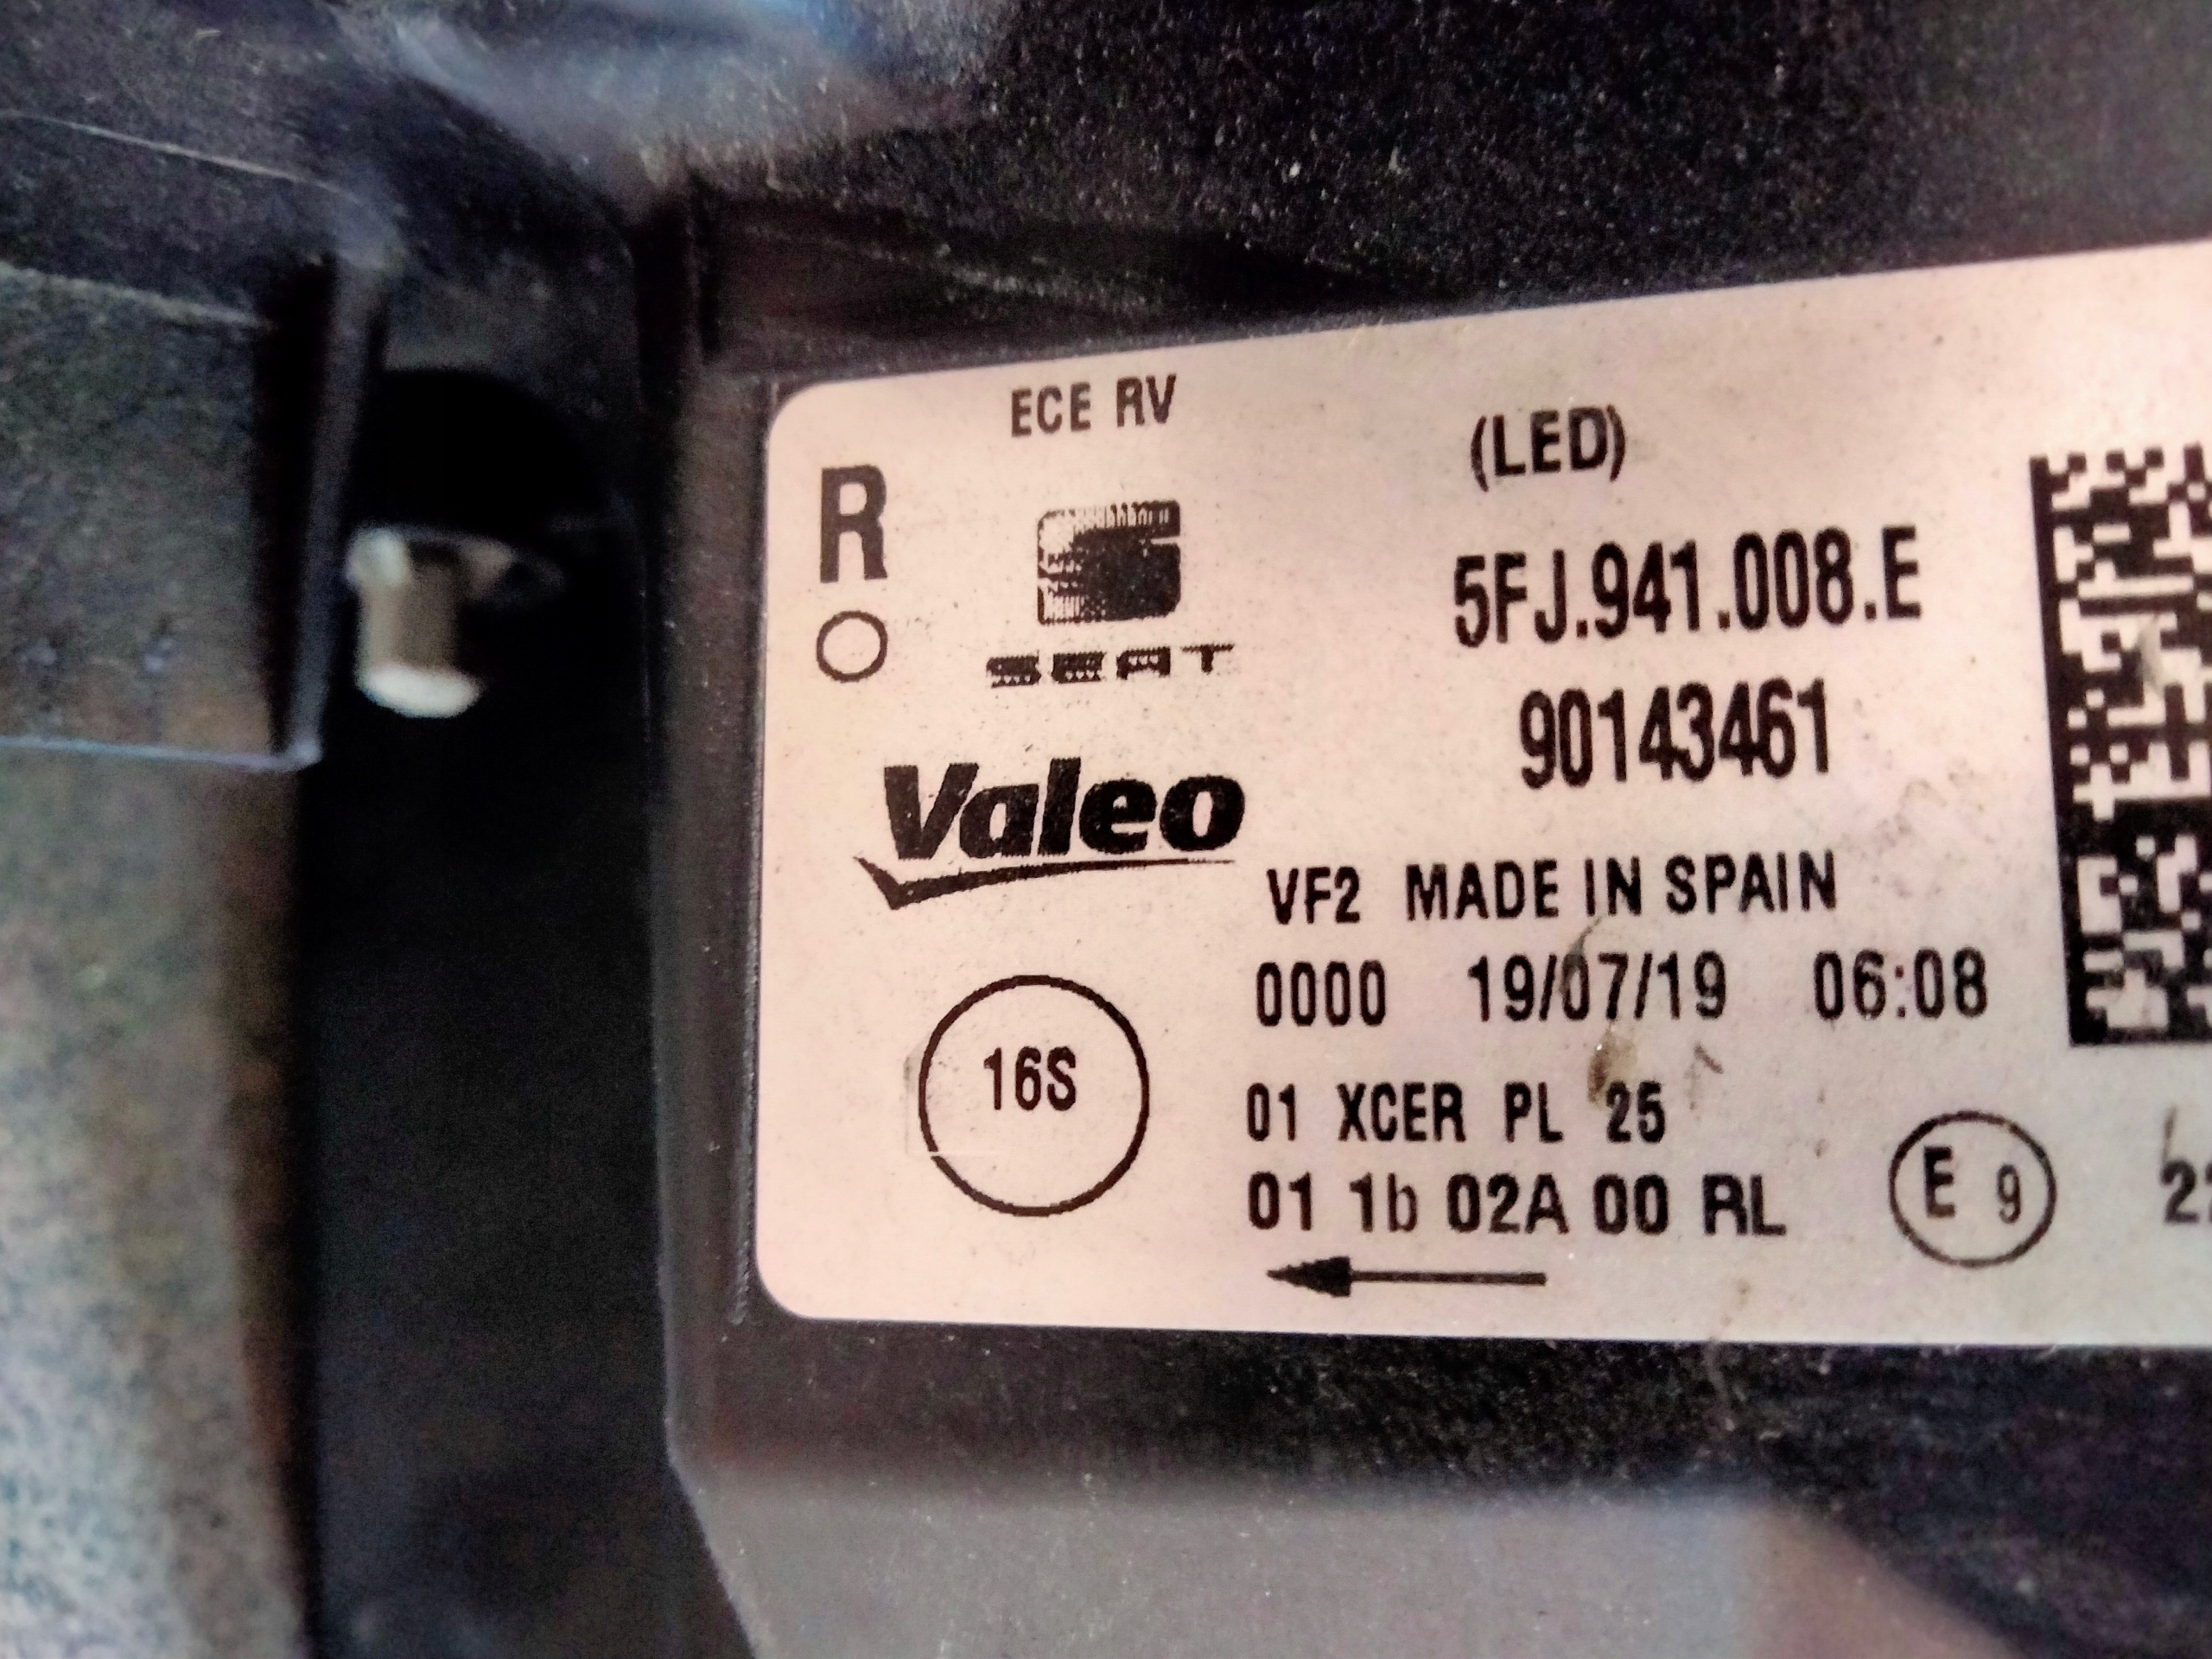 ECE RV
(LED)
R
SEAT
5FJ.941.008.E
90143461
Valeo
VF2 MADE IN SPAIN
0000 19/07/19 06:08
16S
01 XCER PL 25
01 1b 02A 00 RL
E 9